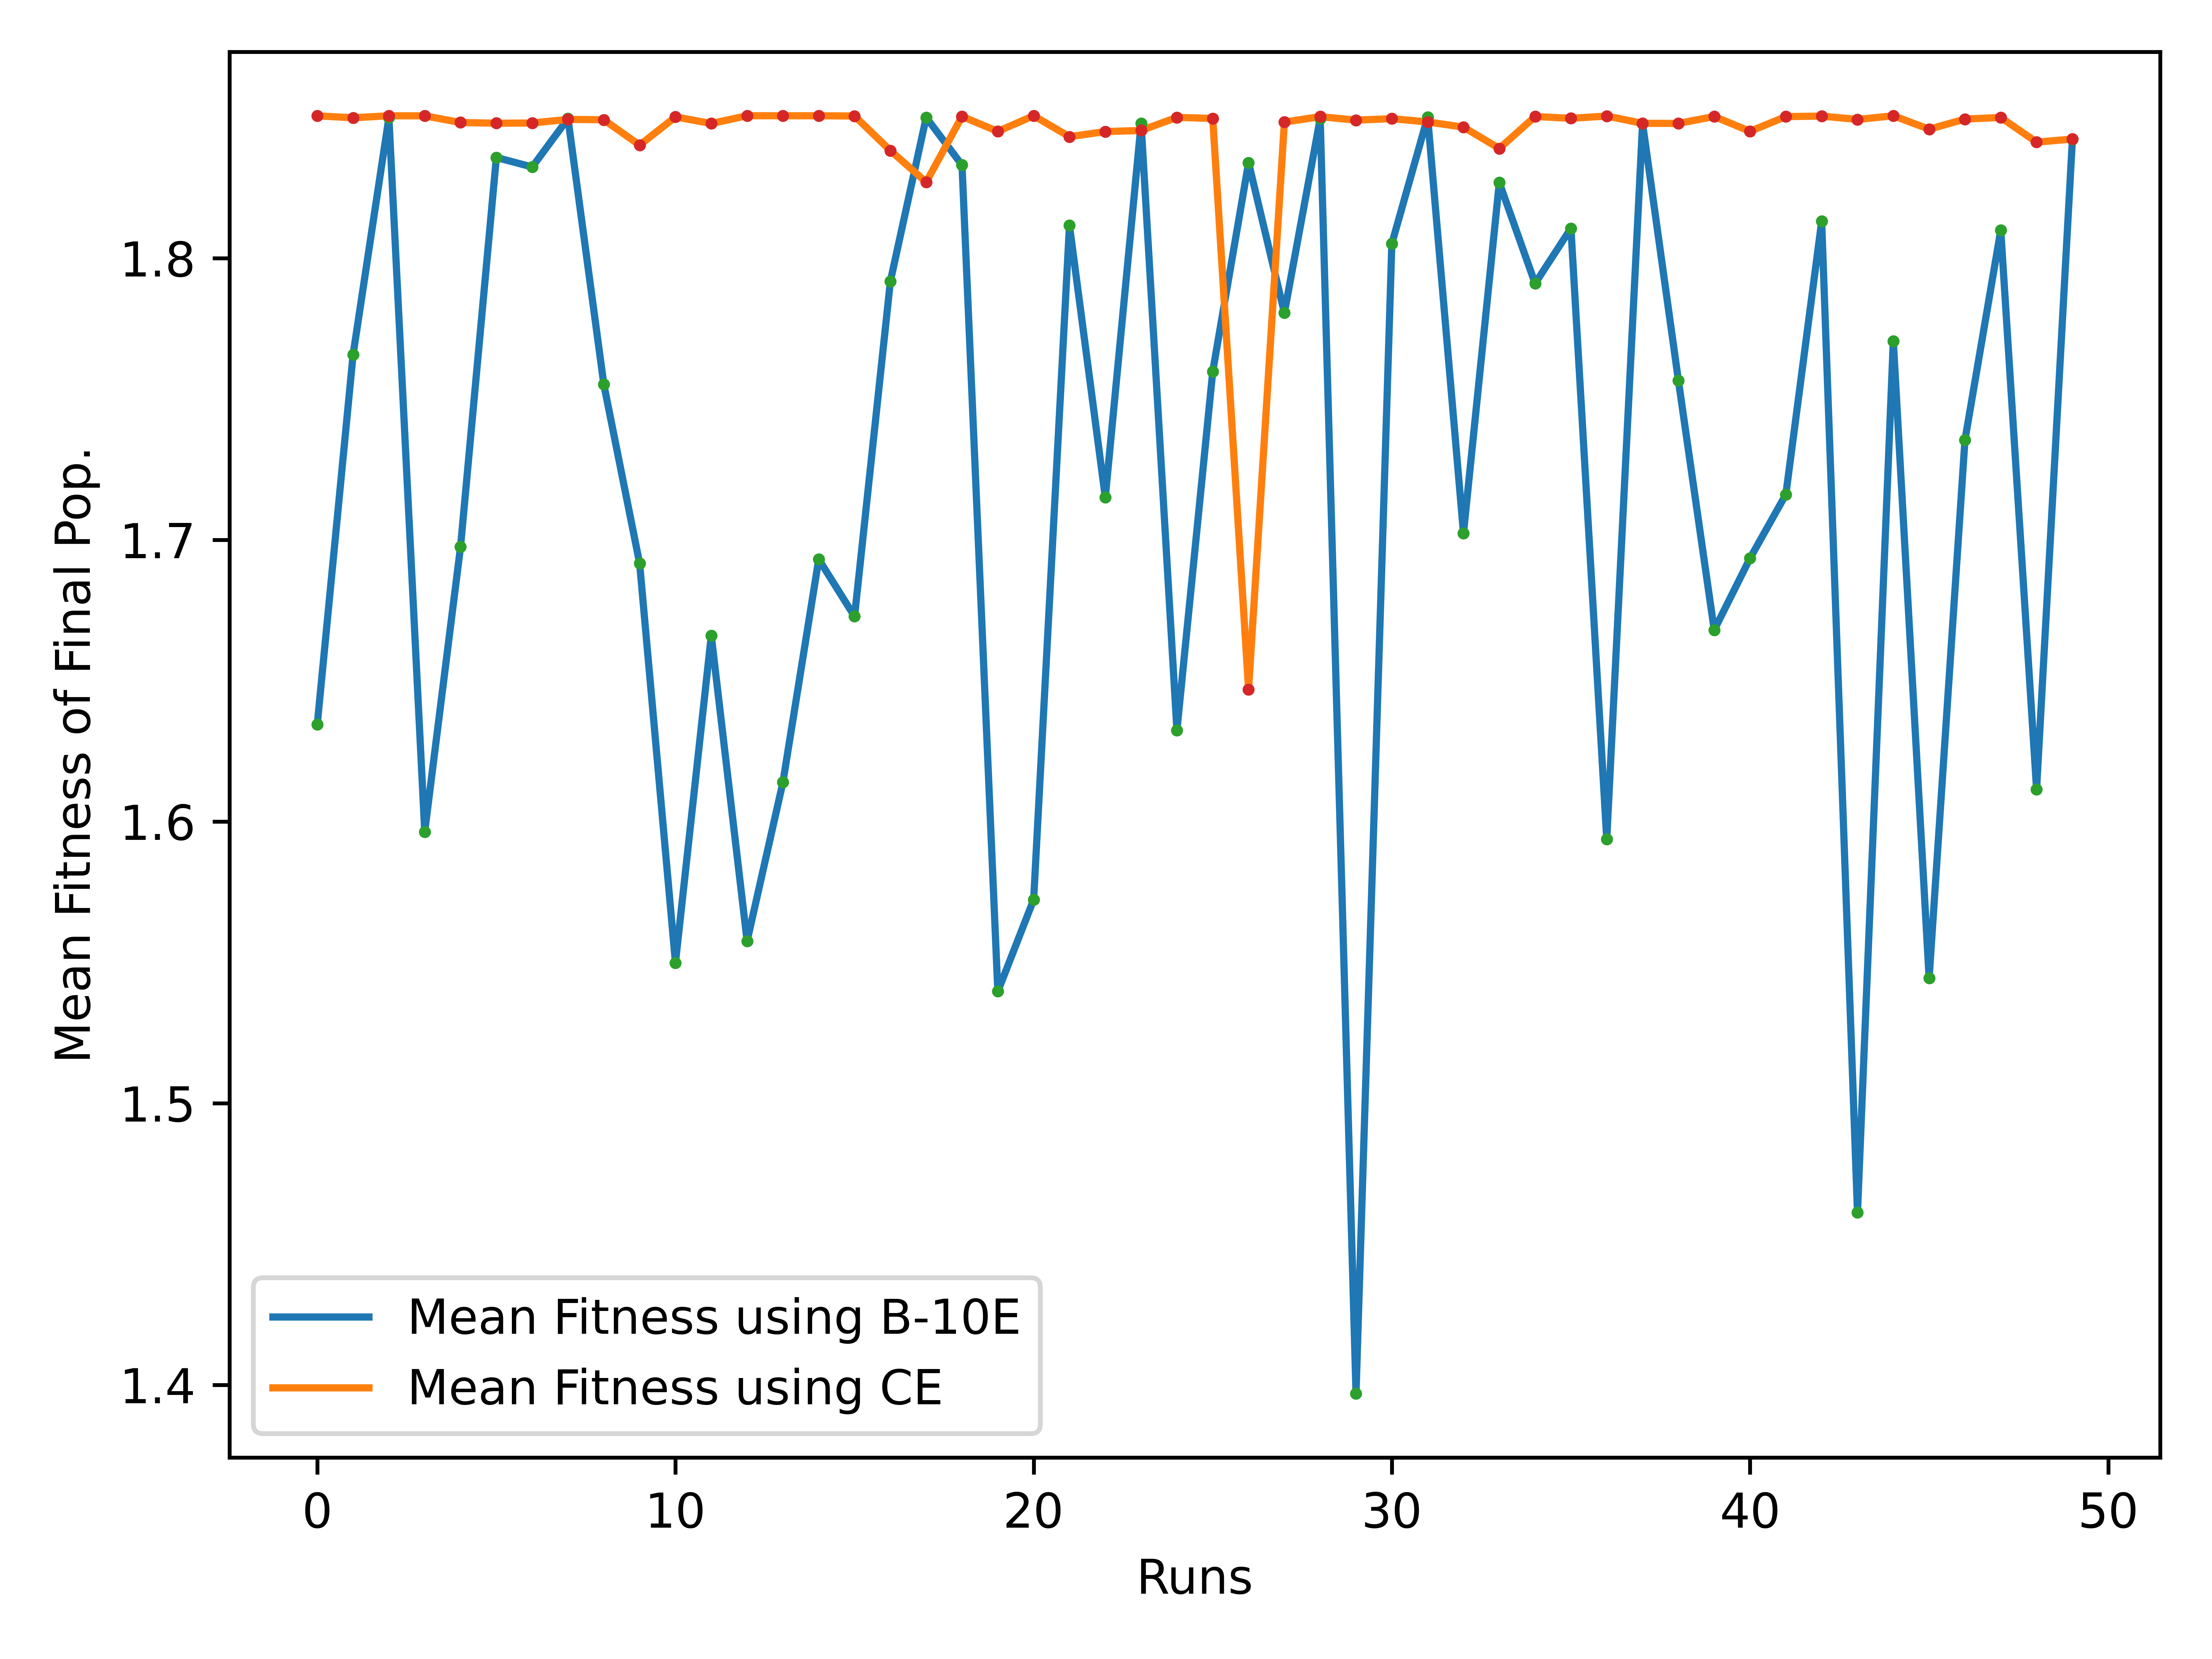 Mean Fitness of Final Pop.
1.8
1.7
1.6
1.5
1.4
Mean Fitness using B-10E
Mean Fitness using CE
0 10 20 30 40 50
Runs